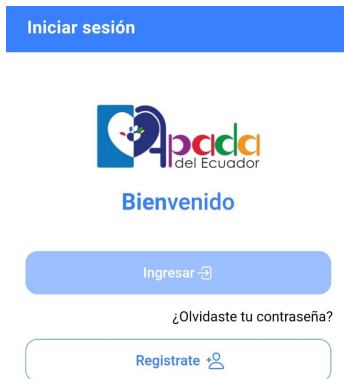 Iniciar sesión
Apada
del Ecuador
Bienvenido
Ingresar
¿Olvidaste tu contraseña?
Registrate